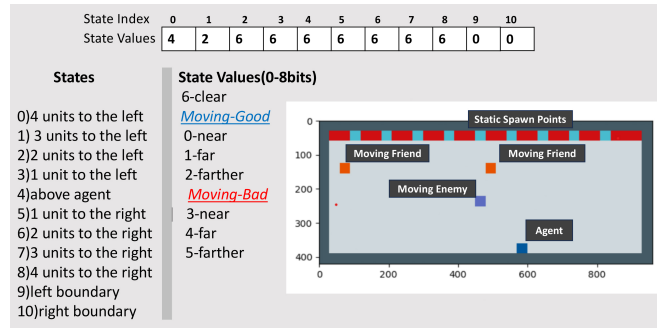 State Index 0 1 2 3 4 5 6 7 8 9 10
State Values 4 2 6 6 6 6 6 6 6 0 0
States
0)4 units to the left
1) 3 units to the left
2)2 units to the left
3)1 unit to the left
4)above agent
5)1 unit to the right
6)2 units to the right
7)3 units to the right
8)4 units to the right
9)left boundary
10)right boundary
State Values(0-8bits)
6-clear
Moving-Good
0-near
1-far
2-farther
Moving-Bad
3-near
4-far
5-farther
Static Spawn Points
Moving Friend
Moving Friend
Moving Enemy
Agent
0
100
200
300
400
0 200 400 600 800